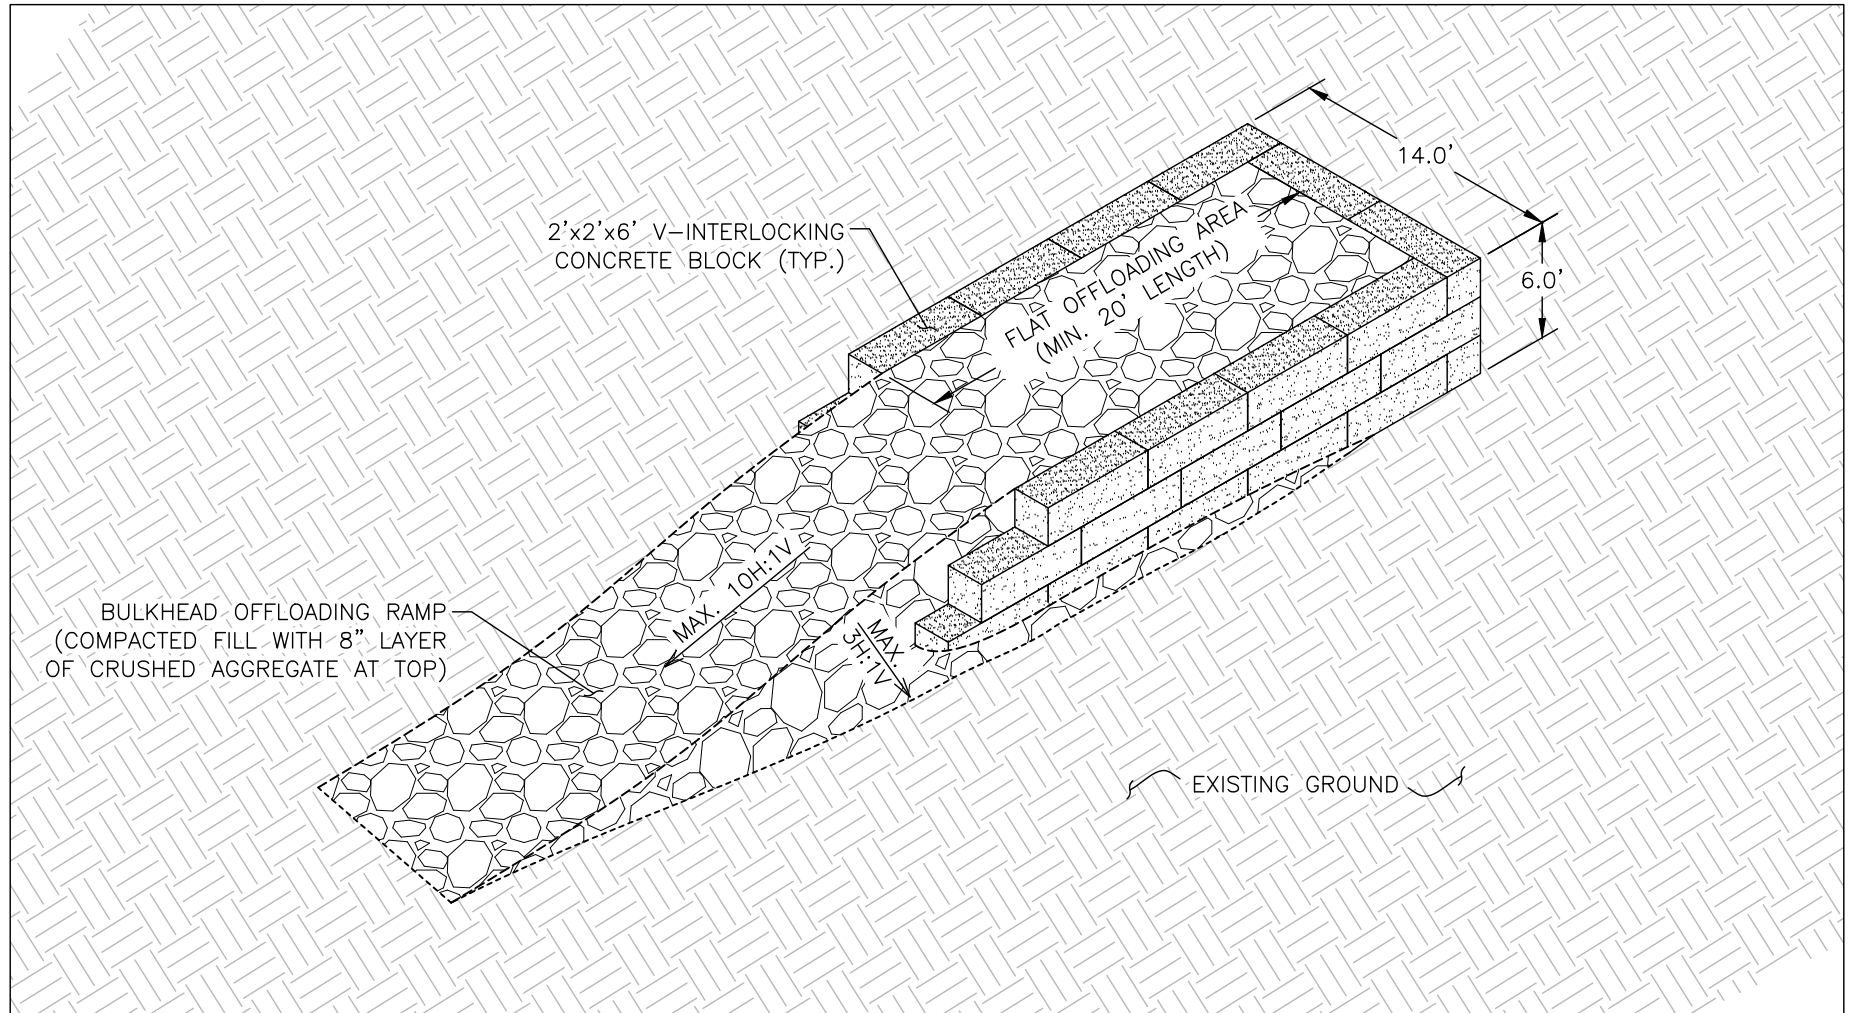 14.0'
2'x2'x6' V-INTERLOCKING
CONCRETE BLOCK (TYP.)
FLAT OFFLOADING AREA
(MIN. 20' LENGTH)
6.0'
MAX. 10H:1V
BULKHEAD OFFLOADING RAMP
(COMPACTED FILL WITH 8" LAYER
OF CRUSHED AGGREGATE AT TOP)
MAX.
3H:1V
EXISTING GROUND